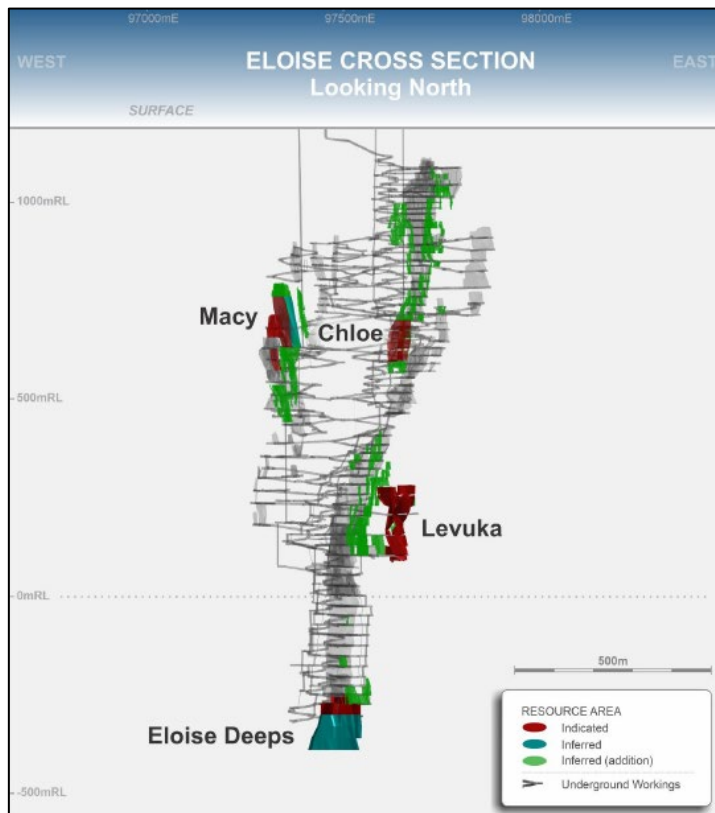 97000mE 97500mE 98000mE
WEST ELOISE CROSS SECTION EAST
Looking North
SURFACE
1000mRL
Macy Chloe
500mRL
Levuka
0mRL
500m
Eloise Deeps
-500mRL
RESOURCE AREA
Indicated
Inferred
Inferred (addition)
Underground Workings